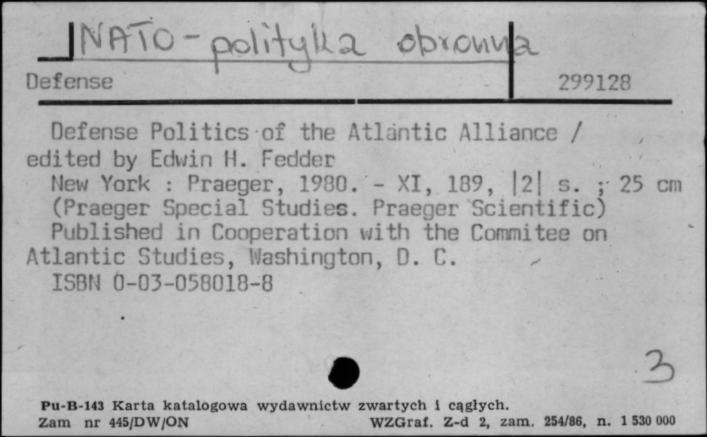 NATO - polityka obronna
Defense 299128
Defense Politics of the Atlantic Alliance /
edited by Edwin H. Fedder
New York : Praeger, 1980. - XI, 189, |2| s. ; 25 cm
(Praeger Special Studies. Praeger Scientific)
Published in Cooperation with the Commitee on
Atlantic Studies, Washington, D. C.
ISBN 0-03-058018-8
3
Pu-B-143 Karta katalogowa wydawnictw zwartych i cągłych.
Zam nr 445/DW/ON WZGraf. Z-d 2, zam. 254/86, n. 1 530 000